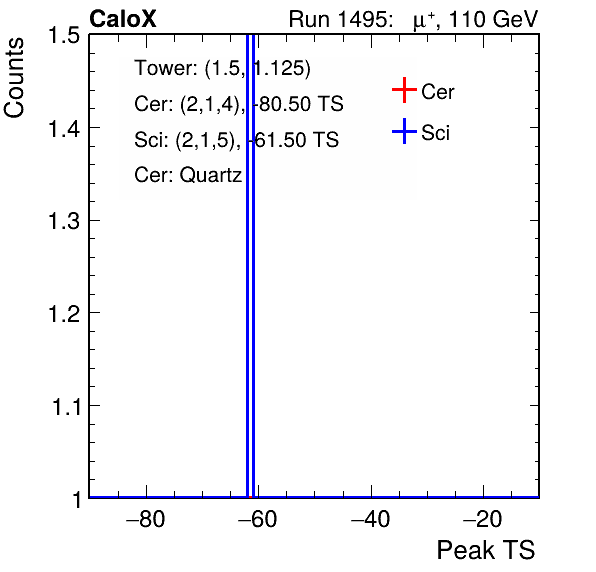 CaloX Run 1495: μ⁺, 110 GeV
Counts
1.5
1.4
1.3
1.2
1.1
1
Tower: (1.5, 1.125)
Cer: (2,1,4), -80.50 TS
Sci: (2,1,5), -61.50 TS
Cer: Quartz
Cer
Sci
−80 −60 −40 −20
Peak TS